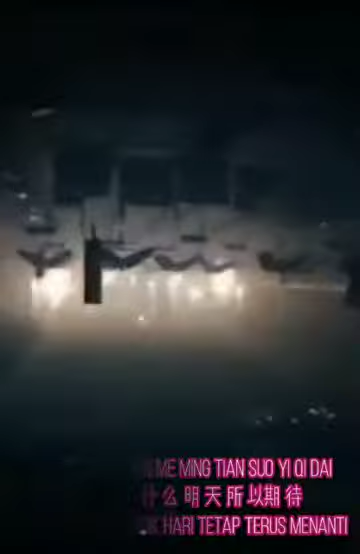 ME MING TIAN SUO YI QI DAI
什么 明天所以期待
HARI TETAP TERUS MENANTI